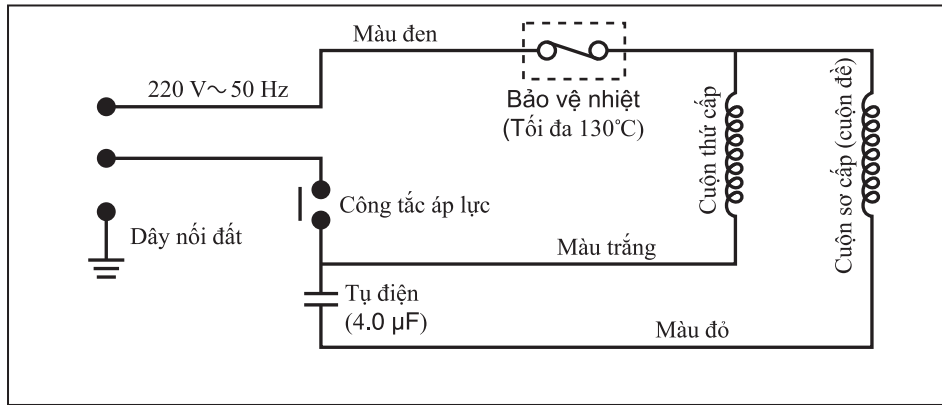 Màu đen
220 V～50 Hz
Bảo vệ nhiệt
(Tối đa 130°C)
Cuộn thứ cấp
Cuộn sơ cấp (cuộn đề)
Công tắc áp lực
Dây nối đất
Màu trắng
Tụ điện
(4.0 µF)
Màu đỏ